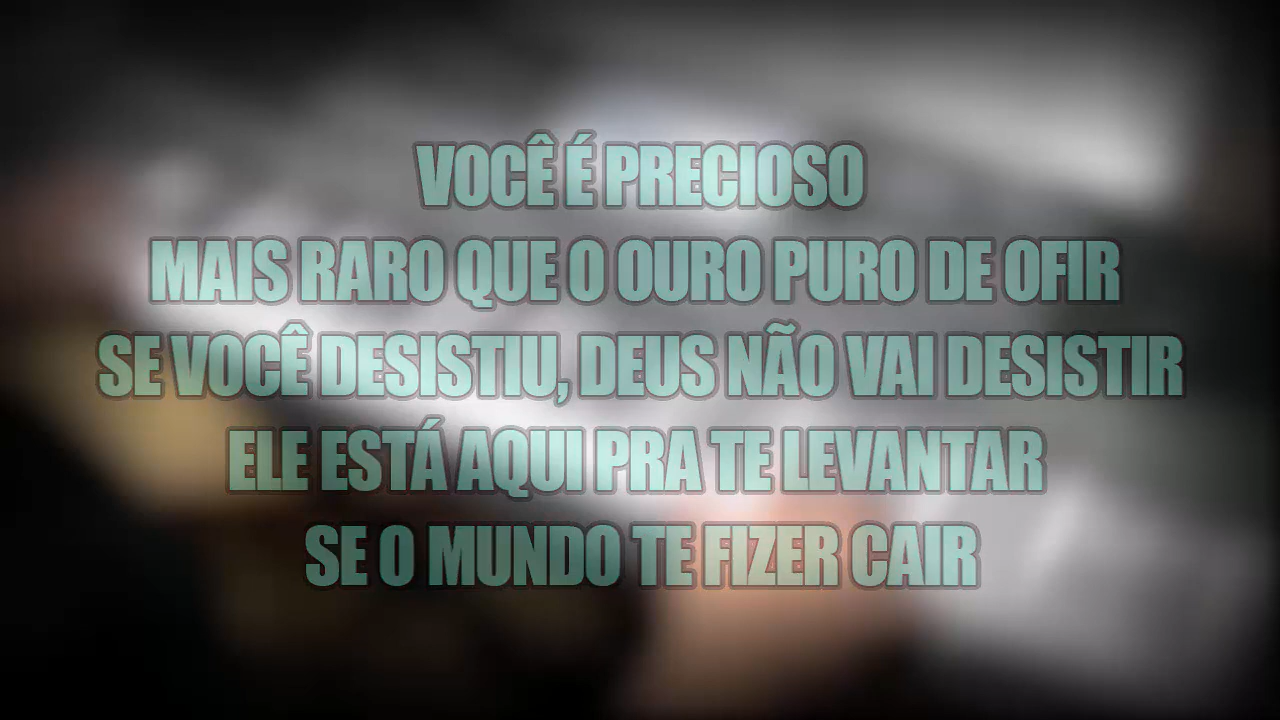 VOCÊ É PRECIOSO
MAIS RARO QUE O OURO PURO DE OFIR
SE VOCÊ DESISTIU, DEUS NÃO VAI DESISTIR
ELE ESTÁ AQUI PRA TE LEVANTAR
SE O MUNDO TE FIZER CAIR